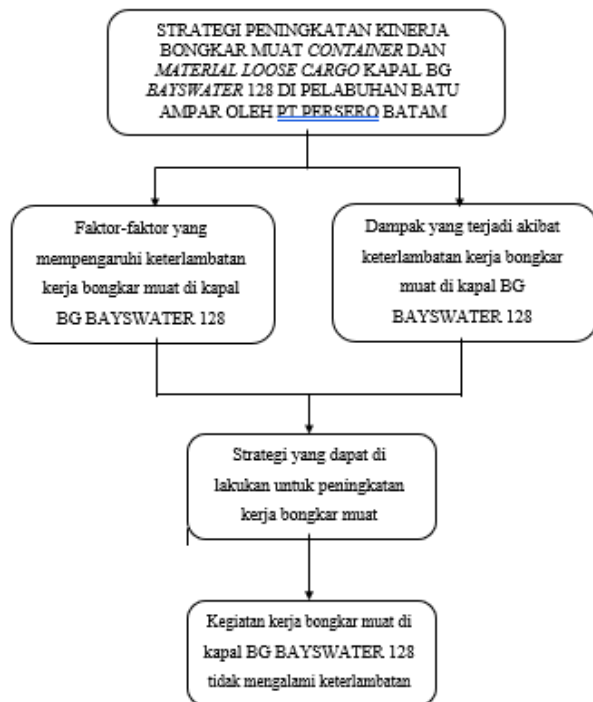 STRATEGI PENINGKATAN KINERJA
BONGKAR MUAT CONTAINER DAN
MATERIAL LOOSE CARGO KAPAL BG
BAYSWATER 128 DI PELABUHAN BATU
AMPAR OLEH PT PERSERO BATAM
Faktor-faktor yang
mempengaruhi keterlambatan
kerja bongkar muat di kapal
BG BAYSWATER 128
Dampak yang terjadi akibat
keterlambatan kerja bongkar
muat di kapal BG
BAYSWATER 128
Strategi yang dapat di
lakukan untuk peningkatan
kerja bongkar muat
Kegiatan kerja bongkar muat di
kapal BG BAYSWATER 128
tidak mengalami keterlambatan